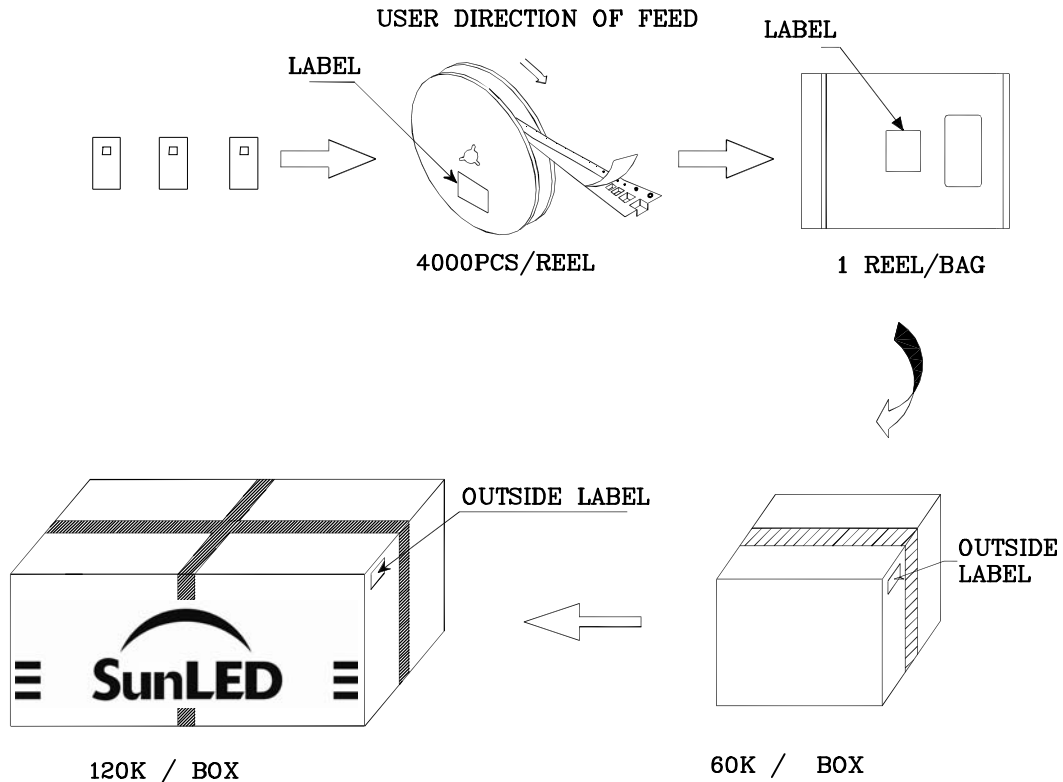 USER DIRECTION OF FEED
LABEL
LABEL
4000PCS/REEL
1 REEL/BAG
OUTSIDE LABEL
OUTSIDE
LABEL
SunLED
120K / BOX
60K / BOX